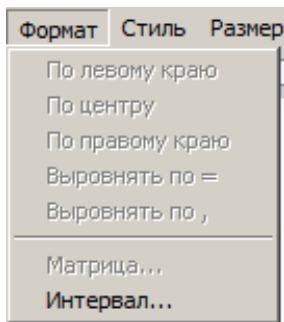 Формат Стиль Размер
По левому краю
По центру
По правому краю
Выровнять по =
Выровнять по ,
Матрица...
Интервал...